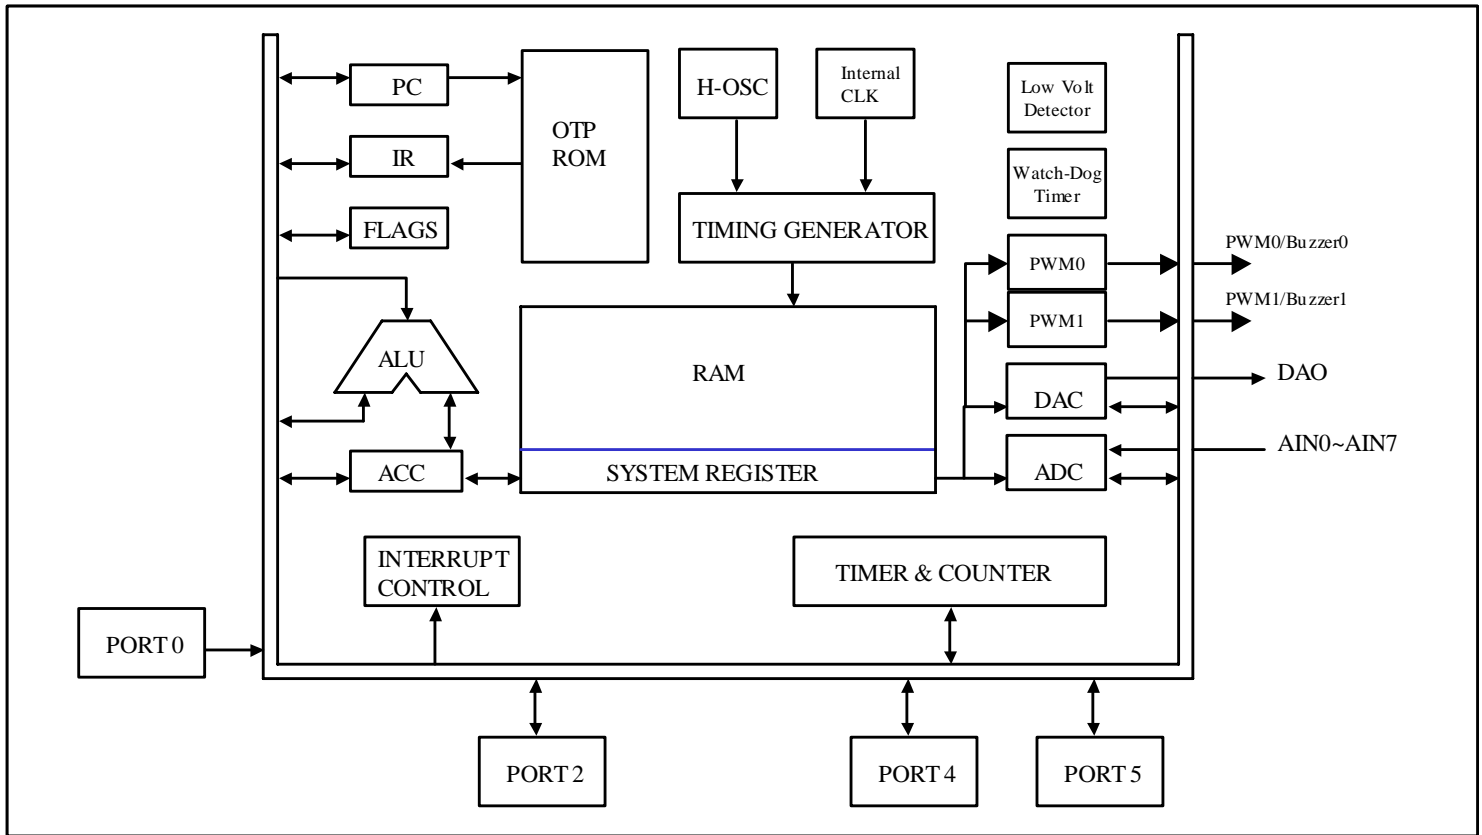 PC
OTP
ROM
H-OSC
Internal
CLK
Low Volt
Detector
IR
Watch-Dog
Timer
FLAGS
TIMING GENERATOR
PWM0
PWM0/Buzzer0
PWM1
PWM1/Buzzer1
ALU
RAM
DAC
DAO
ACC
SYSTEM REGISTER
ADC
AIN0~AIN7
INTERRUPT
CONTROL
TIMER & COUNTER
PORT 0
PORT 2
PORT 4
PORT 5